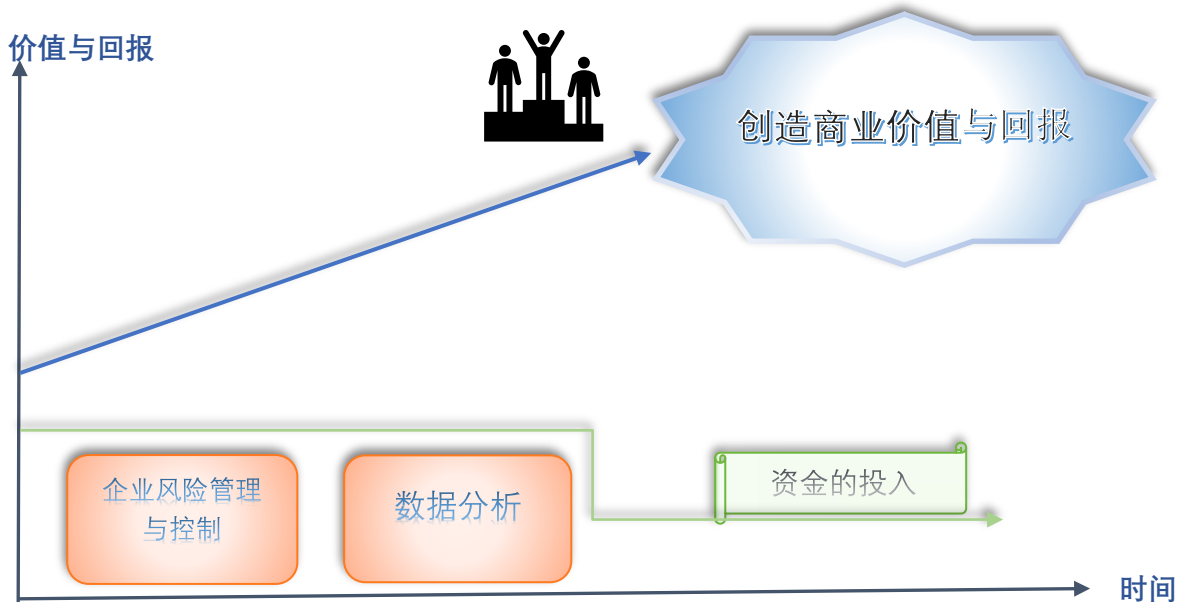 价值与回报
创造商业价值与回报
企业风险管理
与控制
数据分析
资金的投入
时间